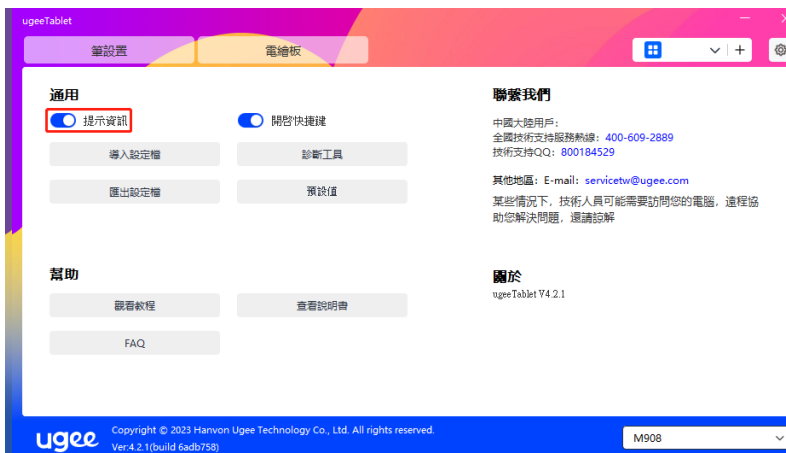 ugeeTablet
筆設置
電繪板
通用
提示資訊
開啓快捷鍵
導入設定檔
診斷工具
匯出設定檔
預設值
幫助
觀看教程
查看說明書
FAQ
聯繫我們
中國大陸用戶：
全國技術支持服務熱線：400-609-2889
技術支持QQ：800184529
其他地區：E-mail：servicetw@ugee.com
某些情況下，技術人員可能需要訪問您的電腦，遠程協
助您解決問題，還請諒解
關於
ugeeTablet V4.2.1
ugee
Copyright © 2023 Hanvon Ugee Technology Co., Ltd. All rights reserved.
Ver:4.2.1(build 6adb758)
M908